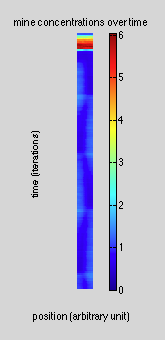 mine concentrations over time
6
5
4
3
2
1
0
time (iterations)
position (arbitrary unit)